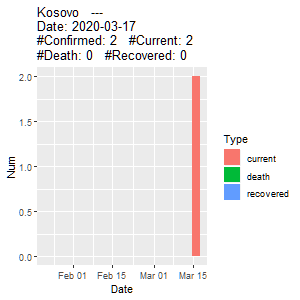 Kosovo   ---
Date: 2020-03-17
#Confirmed: 2   #Current: 2
#Death: 0   #Recovered: 0
2.0
1.5
1.0
0.5
0.0
Num
Feb 01   Feb 15   Mar 01   Mar 15
Date
Type
current
death
recovered